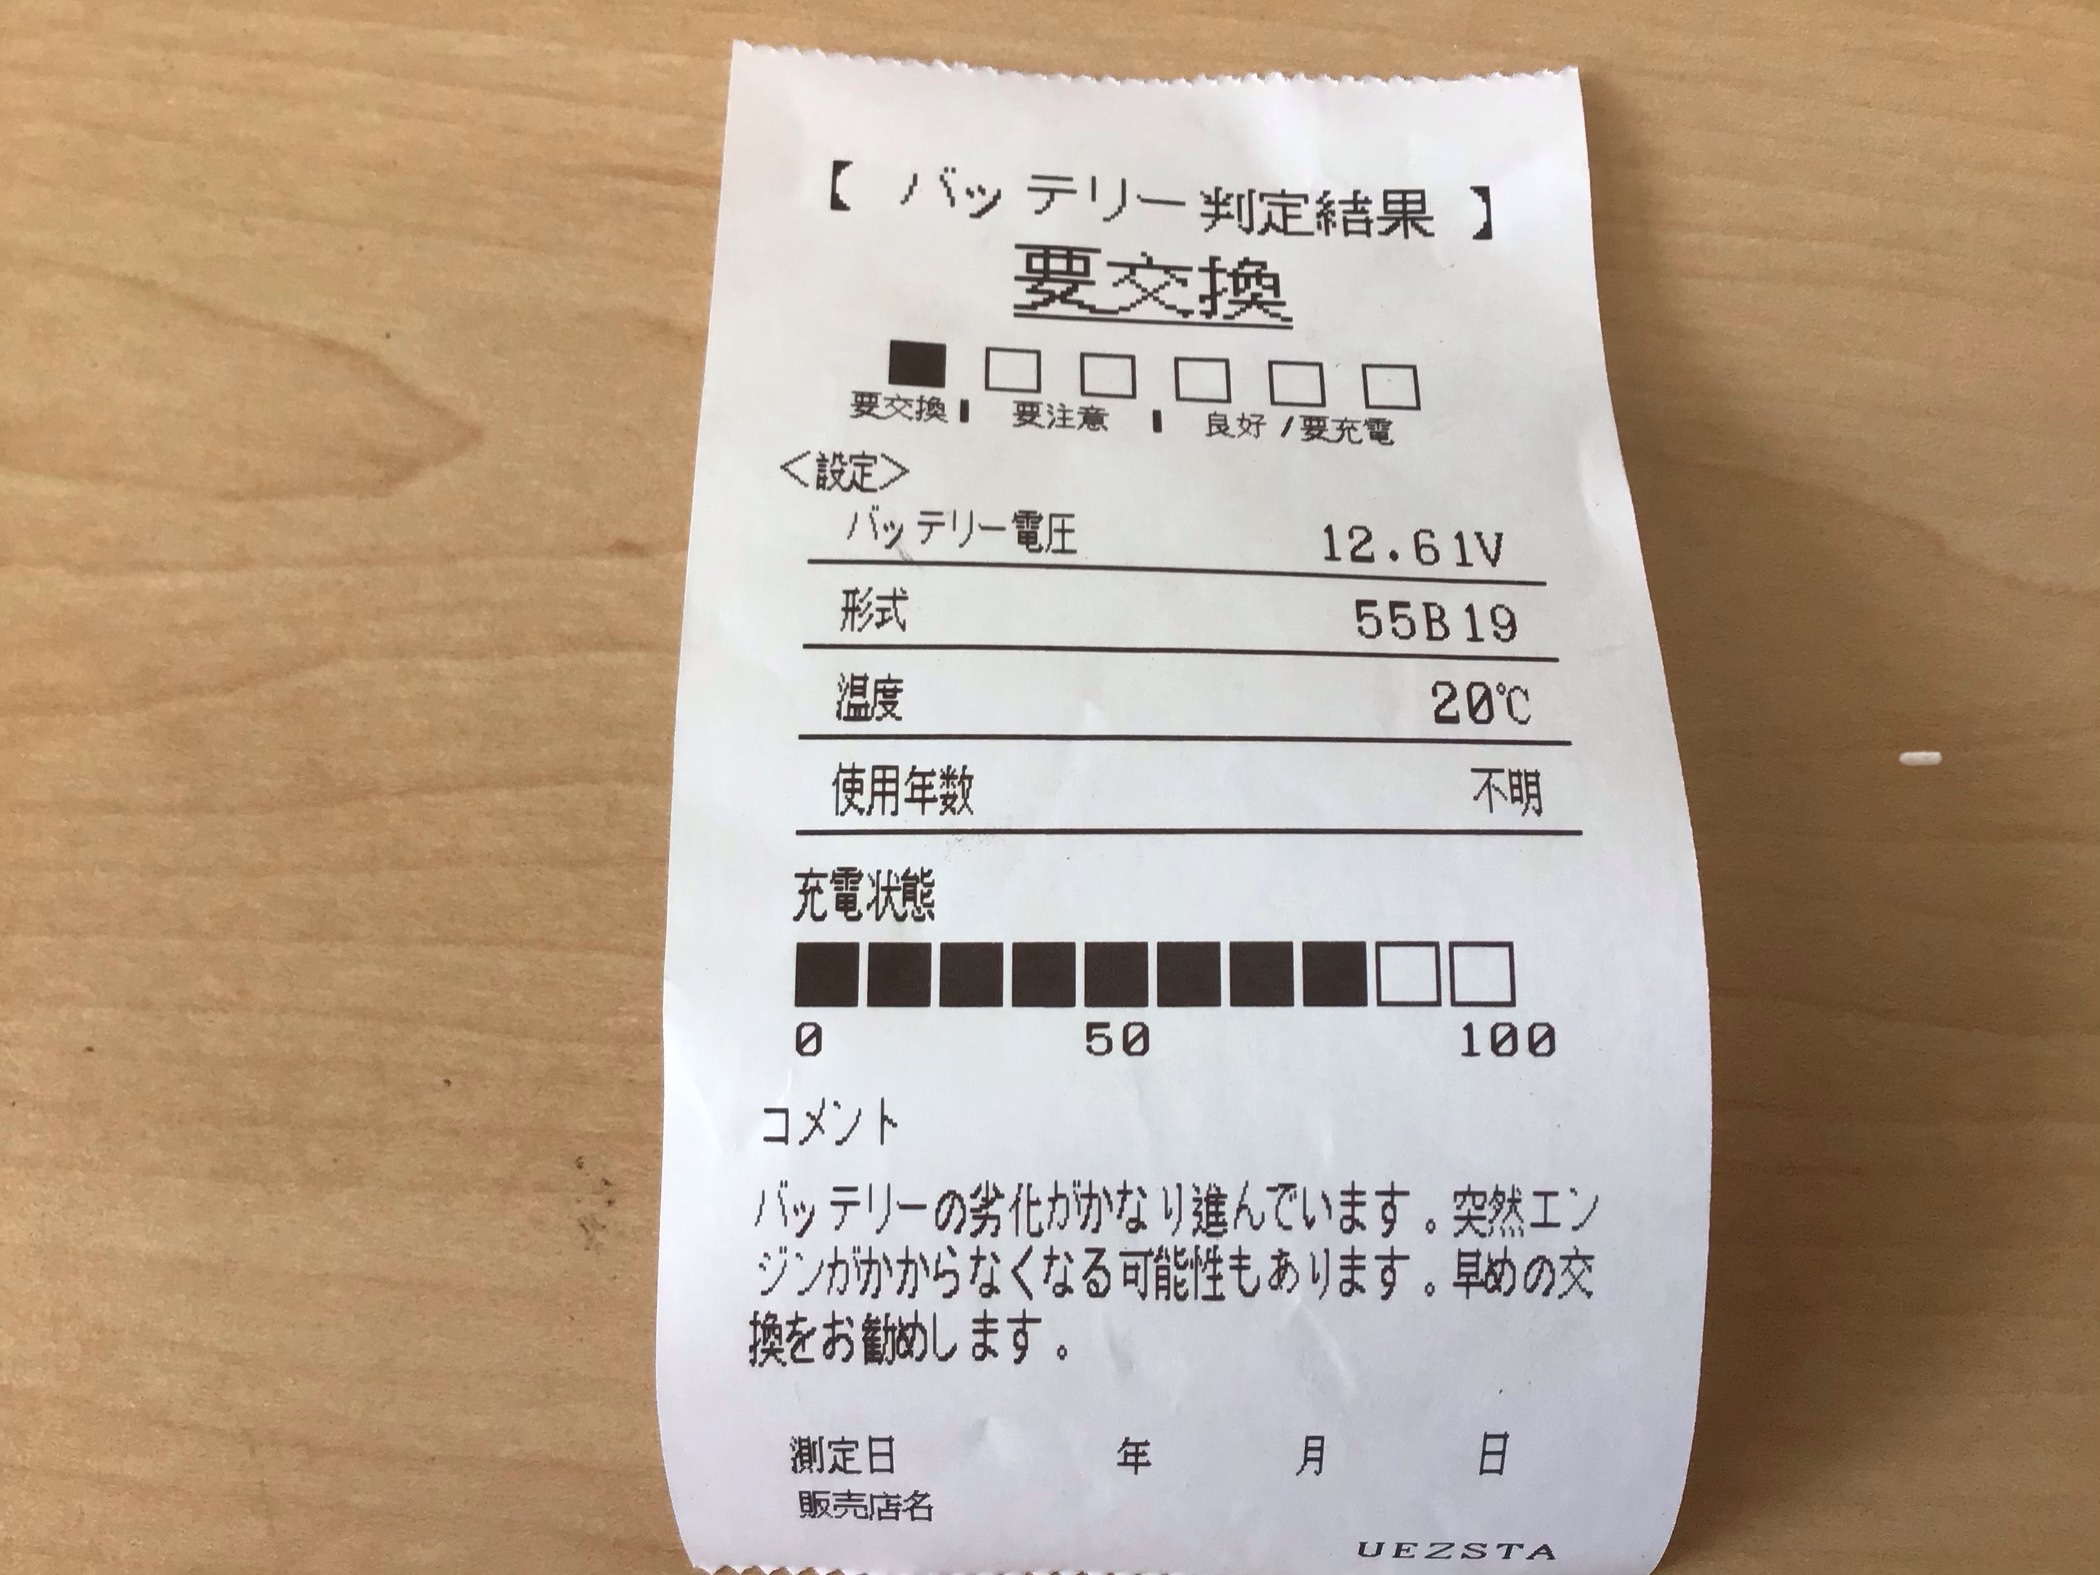 【 バッテリー判定結果 】
要交換
要交換 | 要注意 | 良好/要充電
<設定>
バッテリー電圧 12.61V
形式 55B19
温度 20℃
使用年数 不明
充電状態
0 50 100
コメント
バッテリーの劣化がかなり進んでいます。突然エン
ジンがかからなくなる可能性もあります。早めの交
換をお勧めします。
測定日 年 月 日
販売店名
UEZSTA